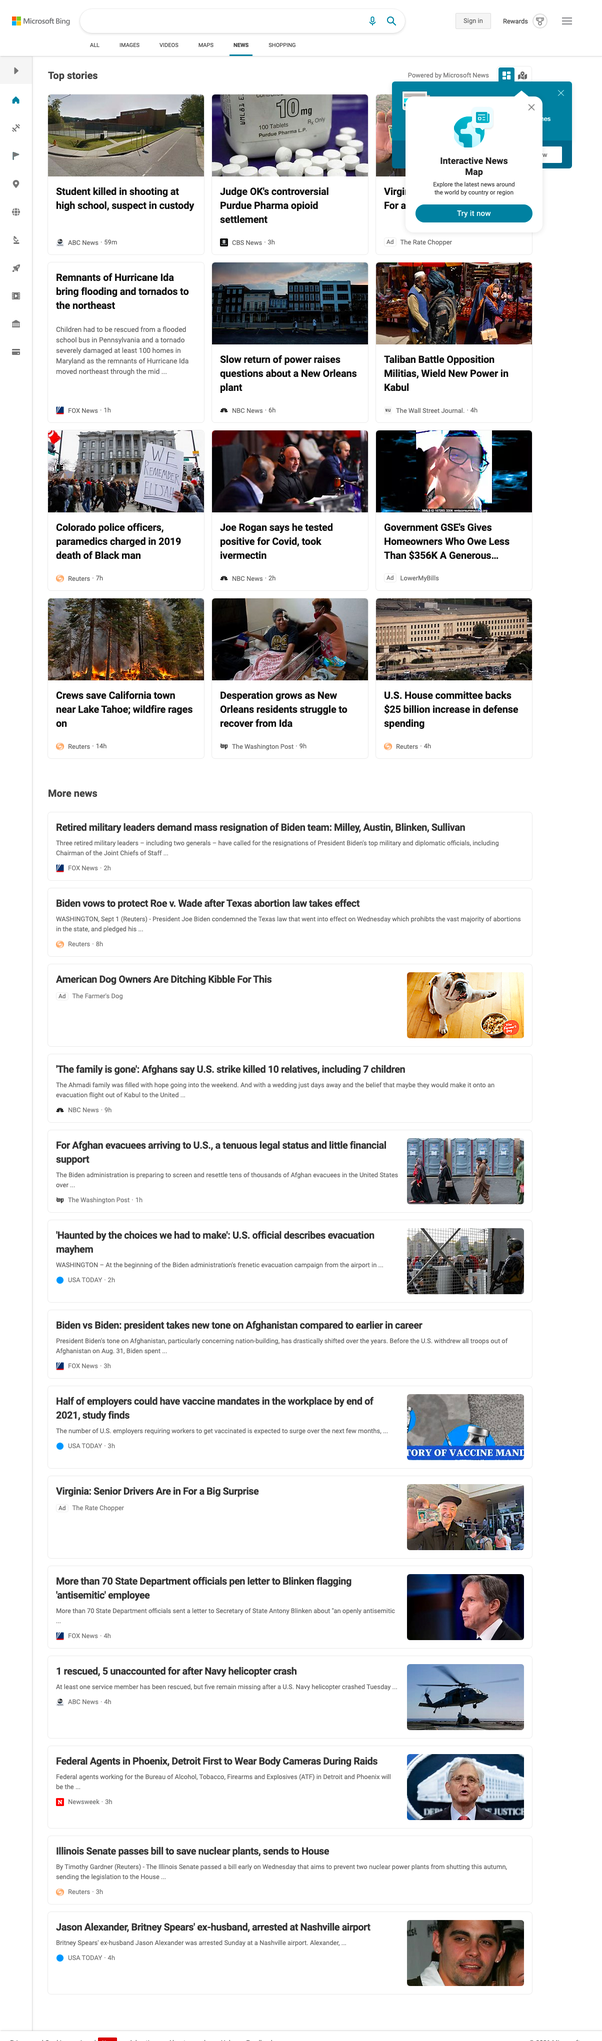 Microsoft Bing
Sign in
Rewards
ALL
IMAGES
VIDEOS
MAPS
NEWS
SHOPPING
Top stories
Powered by Microsoft News
Interactive News
Map
Explore the latest news around
the world by country or region
Try it now
10 mg
100 Tablets
Rx Only
Purdue Pharma L.P.
Student killed in shooting at
high school, suspect in custody
ABC News · 59m
Judge OK's controversial
Purdue Pharma opioid
settlement
CBS News · 3h
Virgi
For a
Ad The Rate Chopper
Remnants of Hurricane Ida
bring flooding and tornados to
the northeast
Children had to be rescued from a flooded
school bus in Pennsylvania and a tornado
severely damaged at least 100 homes in
Maryland as the remnants of Hurricane Ida
moved northeast through the mid ...
FOX News · 1h
Slow return of power raises
questions about a New Orleans
plant
NBC News · 6h
Taliban Battle Opposition
Militias, Wield New Power in
Kabul
The Wall Street Journal. · 4h
WE
REMEMBER
ELIJAH
Colorado police officers,
paramedics charged in 2019
death of Black man
Reuters · 7h
Joe Rogan says he tested
positive for Covid, took
ivermectin
NBC News · 2h
Government GSE's Gives
Homeowners Who Owe Less
Than $356K A Generous...
Ad LowerMyBills
Crews save California town
near Lake Tahoe; wildfire rages
on
Reuters · 14h
Desperation grows as New
Orleans residents struggle to
recover from Ida
wp The Washington Post · 9h
U.S. House committee backs
$25 billion increase in defense
spending
Reuters · 4h
More news
Retired military leaders demand mass resignation of Biden team: Milley, Austin, Blinken, Sullivan
Three retired military leaders – including two generals – have called for the resignations of President Biden's top military and diplomatic officials, including
Chairman of the Joint Chiefs of Staff ...
FOX News · 2h
Biden vows to protect Roe v. Wade after Texas abortion law takes effect
WASHINGTON, Sept 1 (Reuters) - President Joe Biden condemned the Texas law that went into effect on Wednesday which prohibts the vast majority of abortions
in the state, and pledged his ...
Reuters · 8h
American Dog Owners Are Ditching Kibble For This
Ad The Farmer's Dog
'The family is gone': Afghans say U.S. strike killed 10 relatives, including 7 children
The Ahmadi family was filled with hope going into the weekend. And with a wedding just days away and the belief that maybe they would make it onto an
evacuation flight out of Kabul to the United ...
NBC News · 9h
For Afghan evacuees arriving to U.S., a tenuous legal status and little financial
support
The Biden administration is preparing to screen and resettle tens of thousands of Afghan evacuees in the United States
over ...
wp The Washington Post · 1h
'Haunted by the choices we had to make': U.S. official describes evacuation
mayhem
WASHINGTON – At the beginning of the Biden administration's frenetic evacuation campaign from the airport in ...
USA TODAY · 2h
Biden vs Biden: president takes new tone on Afghanistan compared to earlier in career
President Biden's tone on Afghanistan, particularly concerning nation-building, has drastically shifted over the years. Before the U.S. withdrew all troops out of
Afghanistan on Aug. 31, Biden spent ...
FOX News · 3h
Half of employers could have vaccine mandates in the workplace by end of
2021, study finds
The number of U.S. employers requiring workers to get vaccinated is expected to surge over the next few months, ...
USA TODAY · 3h
TORY OF VACCINE MAND
Virginia: Senior Drivers Are in For a Big Surprise
Ad The Rate Chopper
More than 70 State Department officials pen letter to Blinken flagging
'antisemitic' employee
More than 70 State Department officials sent a letter to Secretary of State Antony Blinken about "an openly antisemitic
...
FOX News · 4h
1 rescued, 5 unaccounted for after Navy helicopter crash
At least one service member has been rescued, but five remain missing after a U.S. Navy helicopter crashed Tuesday ...
ABC News · 4h
Federal Agents in Phoenix, Detroit First to Wear Body Cameras During Raids
Federal agents working for the Bureau of Alcohol, Tobacco, Firearms and Explosives (ATF) in Detroit and Phoenix will
be the ...
N Newsweek · 3h
Illinois Senate passes bill to save nuclear plants, sends to House
By Timothy Gardner (Reuters) - The Illinois Senate passed a bill early on Wednesday that aims to prevent two nuclear power plants from shutting this autumn,
sending the legislation to the House ...
Reuters · 3h
Jason Alexander, Britney Spears' ex-husband, arrested at Nashville airport
Britney Spears' ex-husband Jason Alexander was arrested Sunday at a Nashville airport. Alexander, ...
USA TODAY · 4h